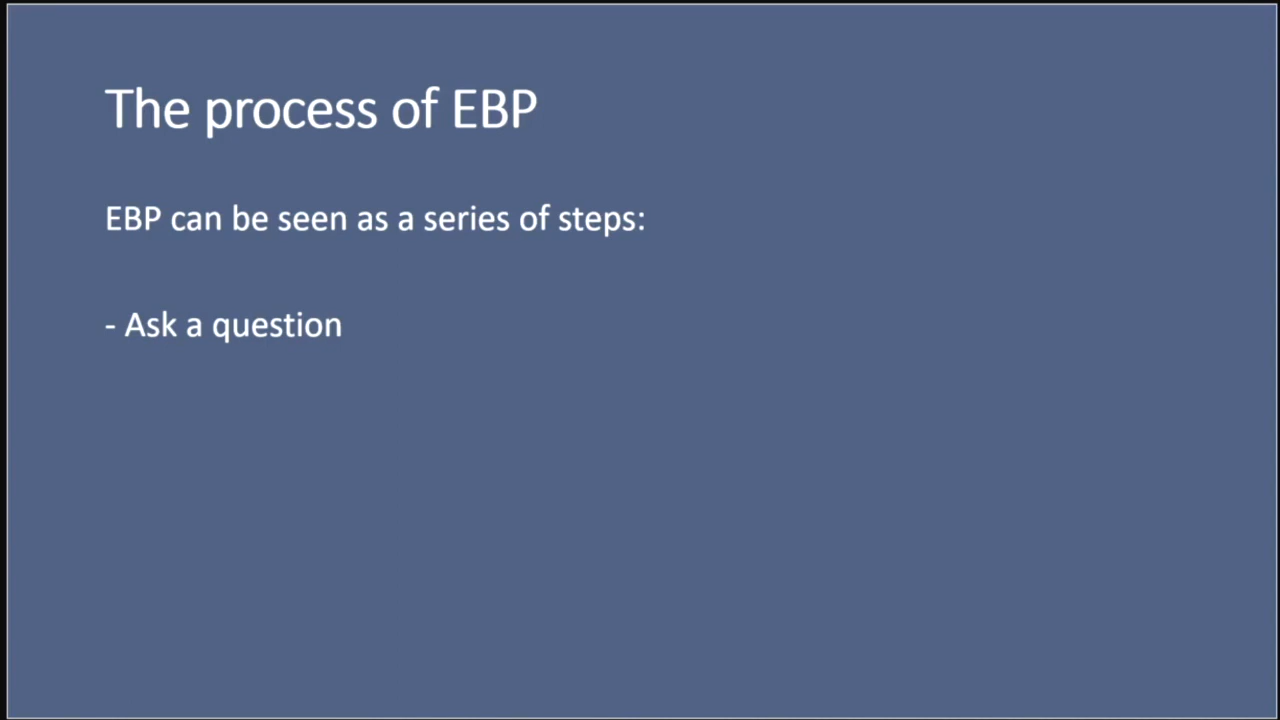 The process of EBP
EBP can be seen as a series of steps:
- Ask a question